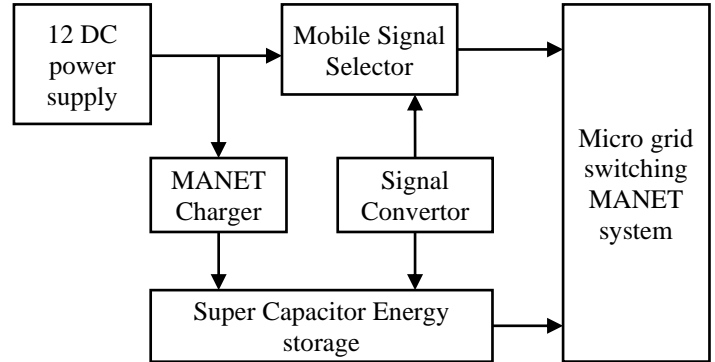 12 DC
power
supply
Mobile Signal
Selector
MANET
Charger
Signal
Convertor
Micro grid
switching
MANET
system
Super Capacitor Energy
storage